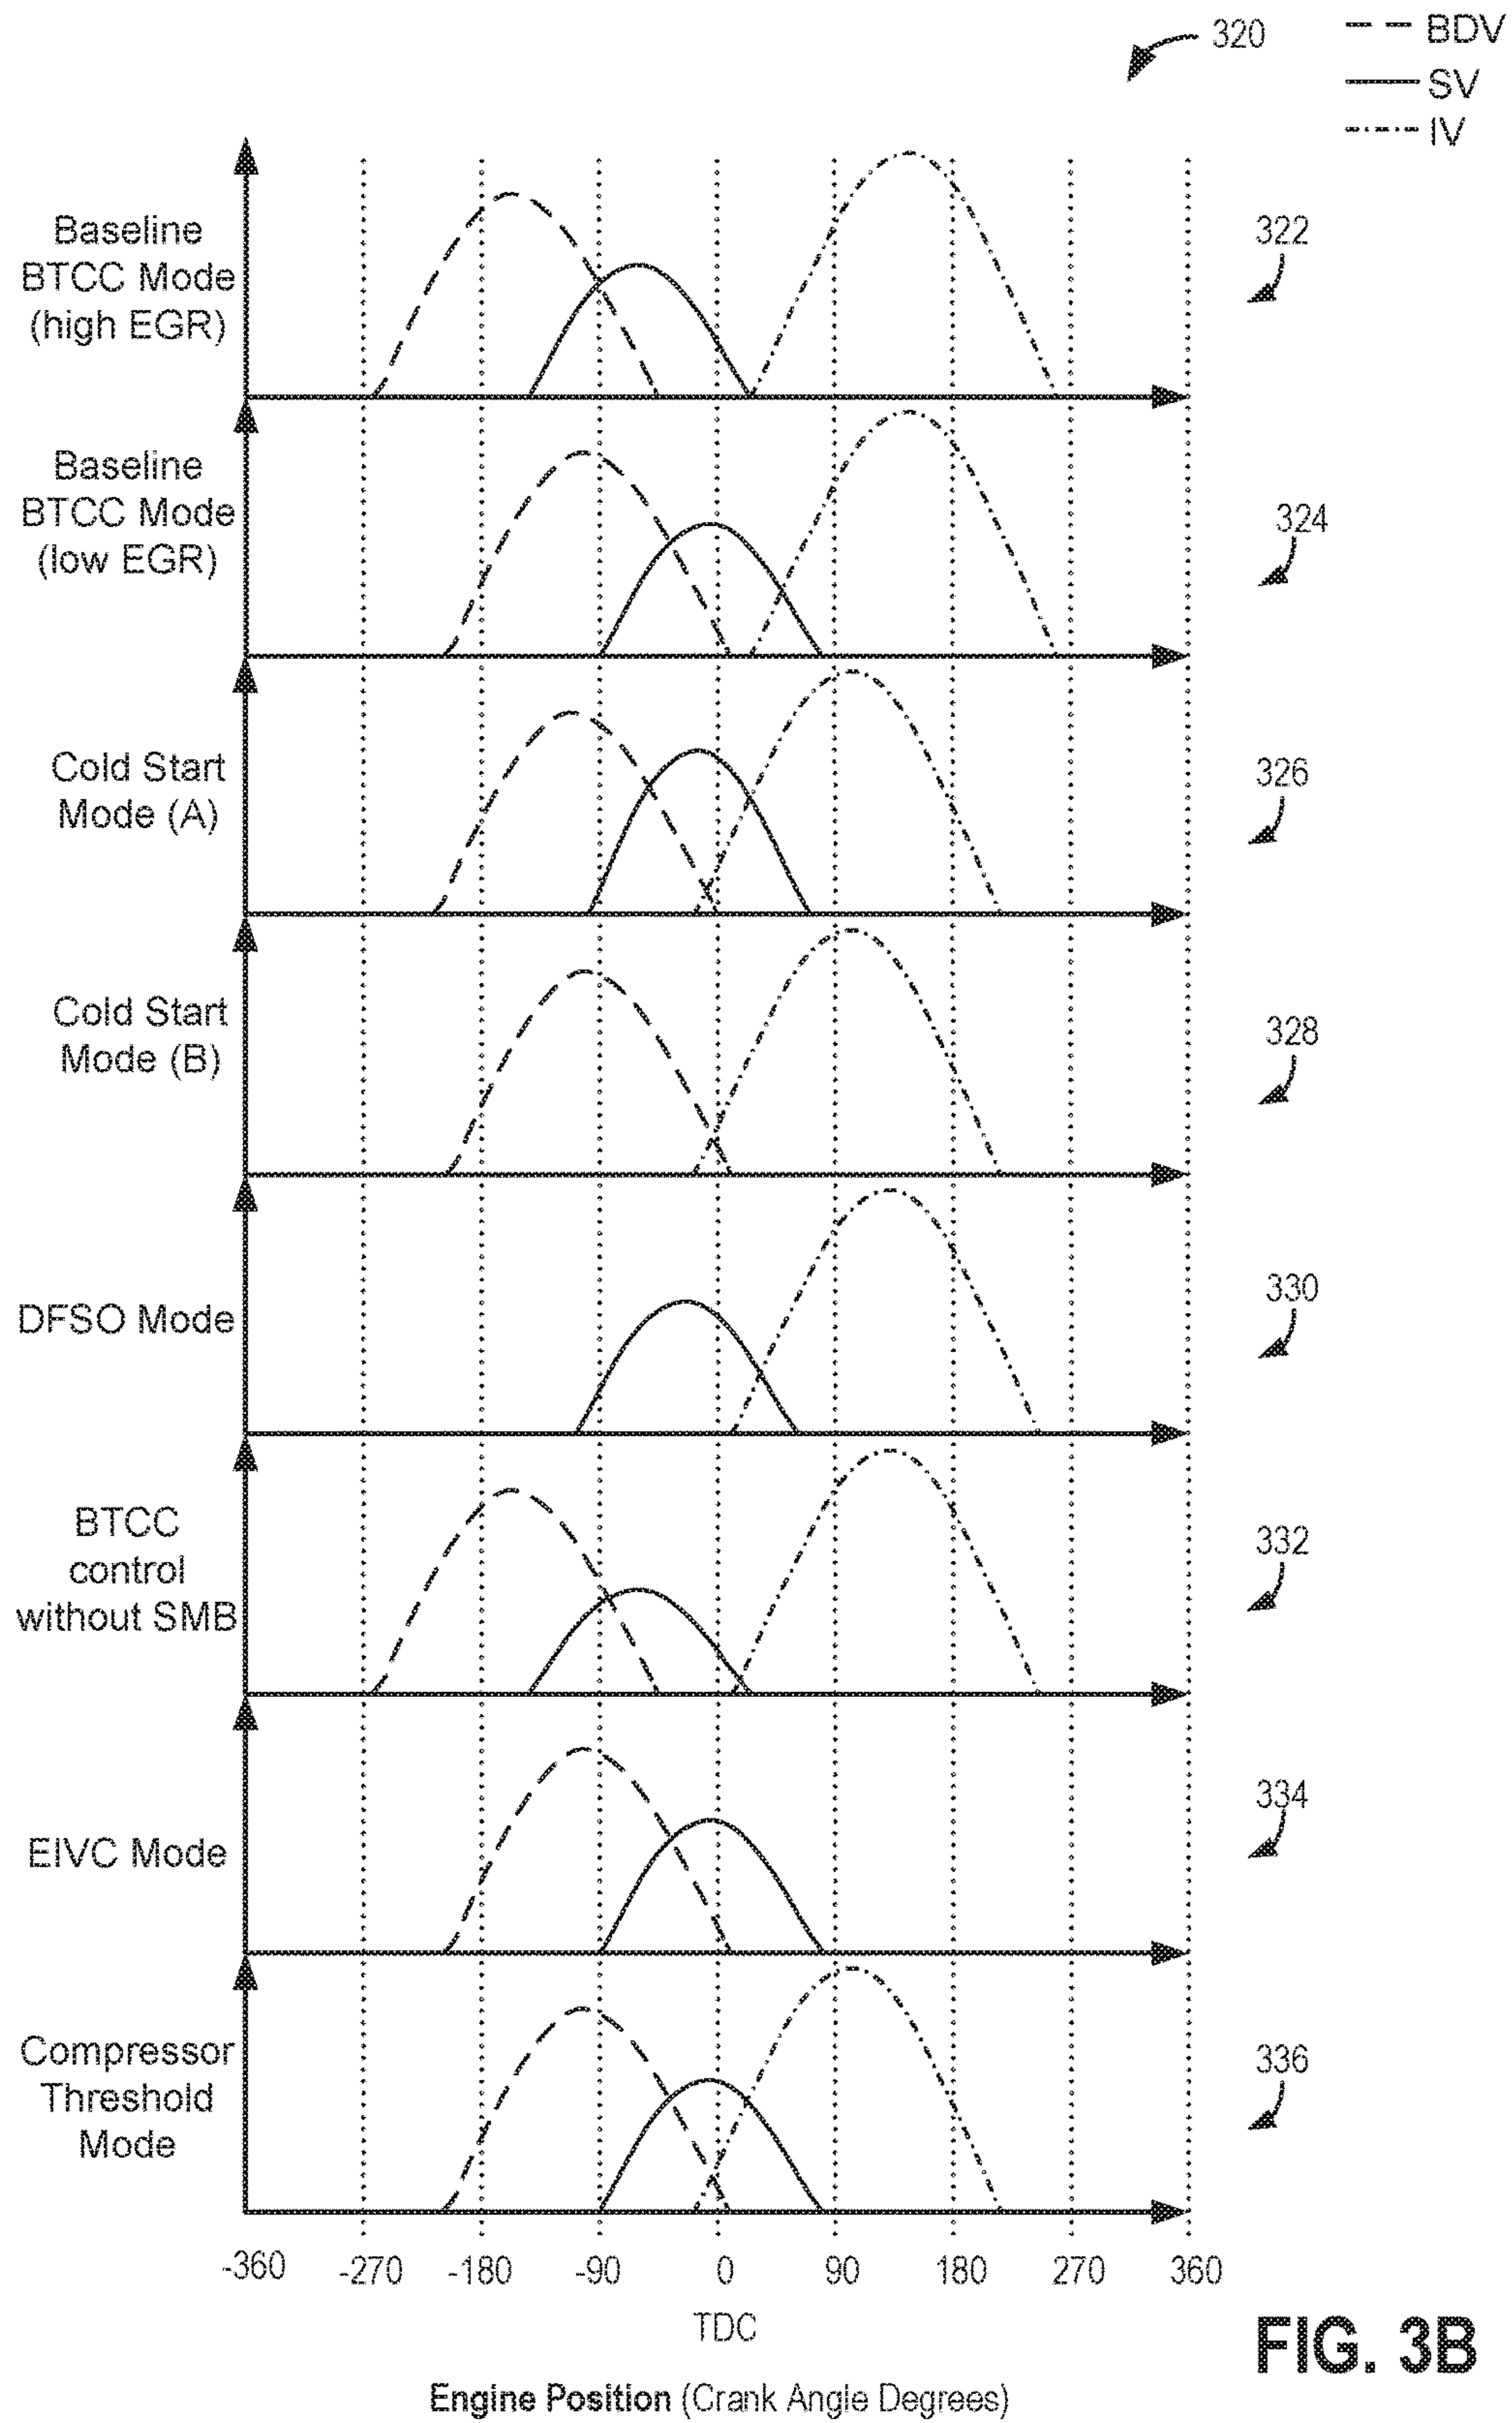 320
BDV
SV
IV
Baseline
BTCC Mode
(high EGR)
322
Baseline
BTCC Mode
(low EGR)
324
Cold Start
Mode (A)
326
Cold Start
Mode (B)
328
DFSO Mode
330
BTCC
control
without SMB
332
EIVC Mode
334
Compressor
Threshold
Mode
336
-360 -270 -180 -90 0 90 180 270 360
TDC
Engine Position (Crank Angle Degrees)
FIG. 3B